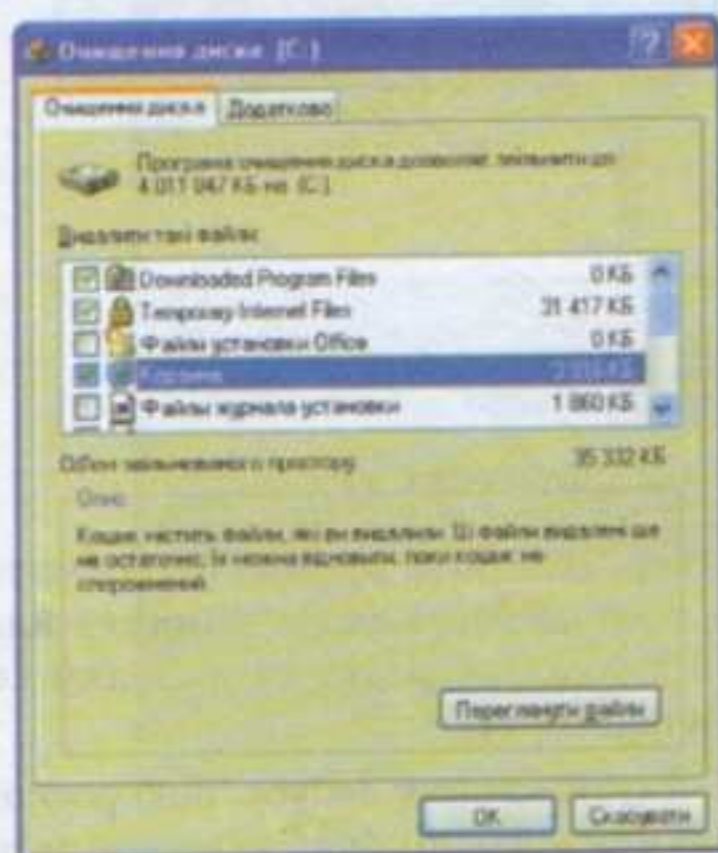 Очищення диска (C:)
Очищення диска Додатково
Програма очищення диска дозволяє звільнити до
4 011 047 КБ на (C:)
Видалити такі файли:
Downloaded Program Files 0 КБ
Temporary Internet Files 31 417 КБ
Файли установки Office 0 КБ
Корзина
Файлы журнала установки 1 860 КБ
Обсяг звільнюваного простору: 35 332 КБ
Опис
Кошик містить файли, які ви видалили. Ці файли видалені ще
не остаточно; їх можна відновити, поки кошик не
спорожнений.
Переглянути файли
OK Скасувати